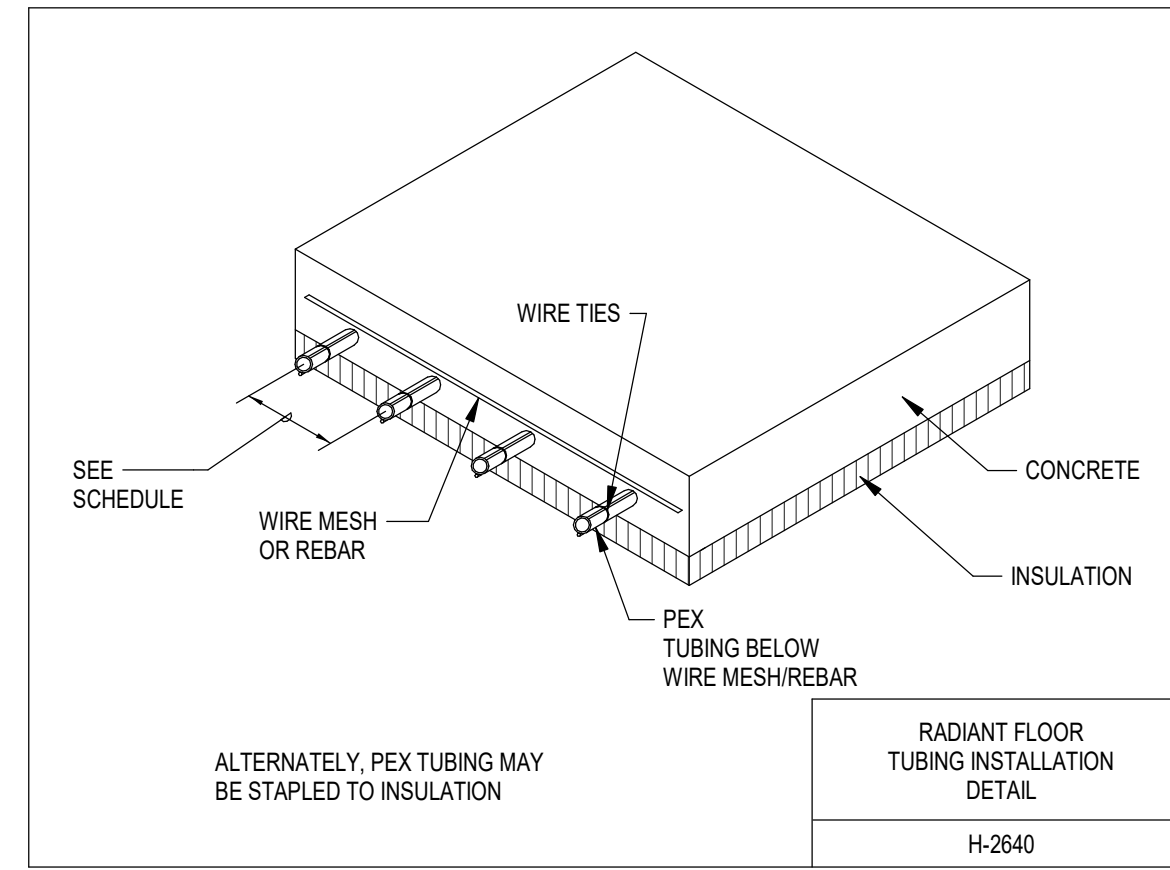 WIRE TIES
SEE
SCHEDULE
WIRE MESH
OR REBAR
CONCRETE
INSULATION
PEX
TUBING BELOW
WIRE MESH/REBAR
ALTERNATELY, PEX TUBING MAY
BE STAPLED TO INSULATION
RADIANT FLOOR
TUBING INSTALLATION
DETAIL
H-2640